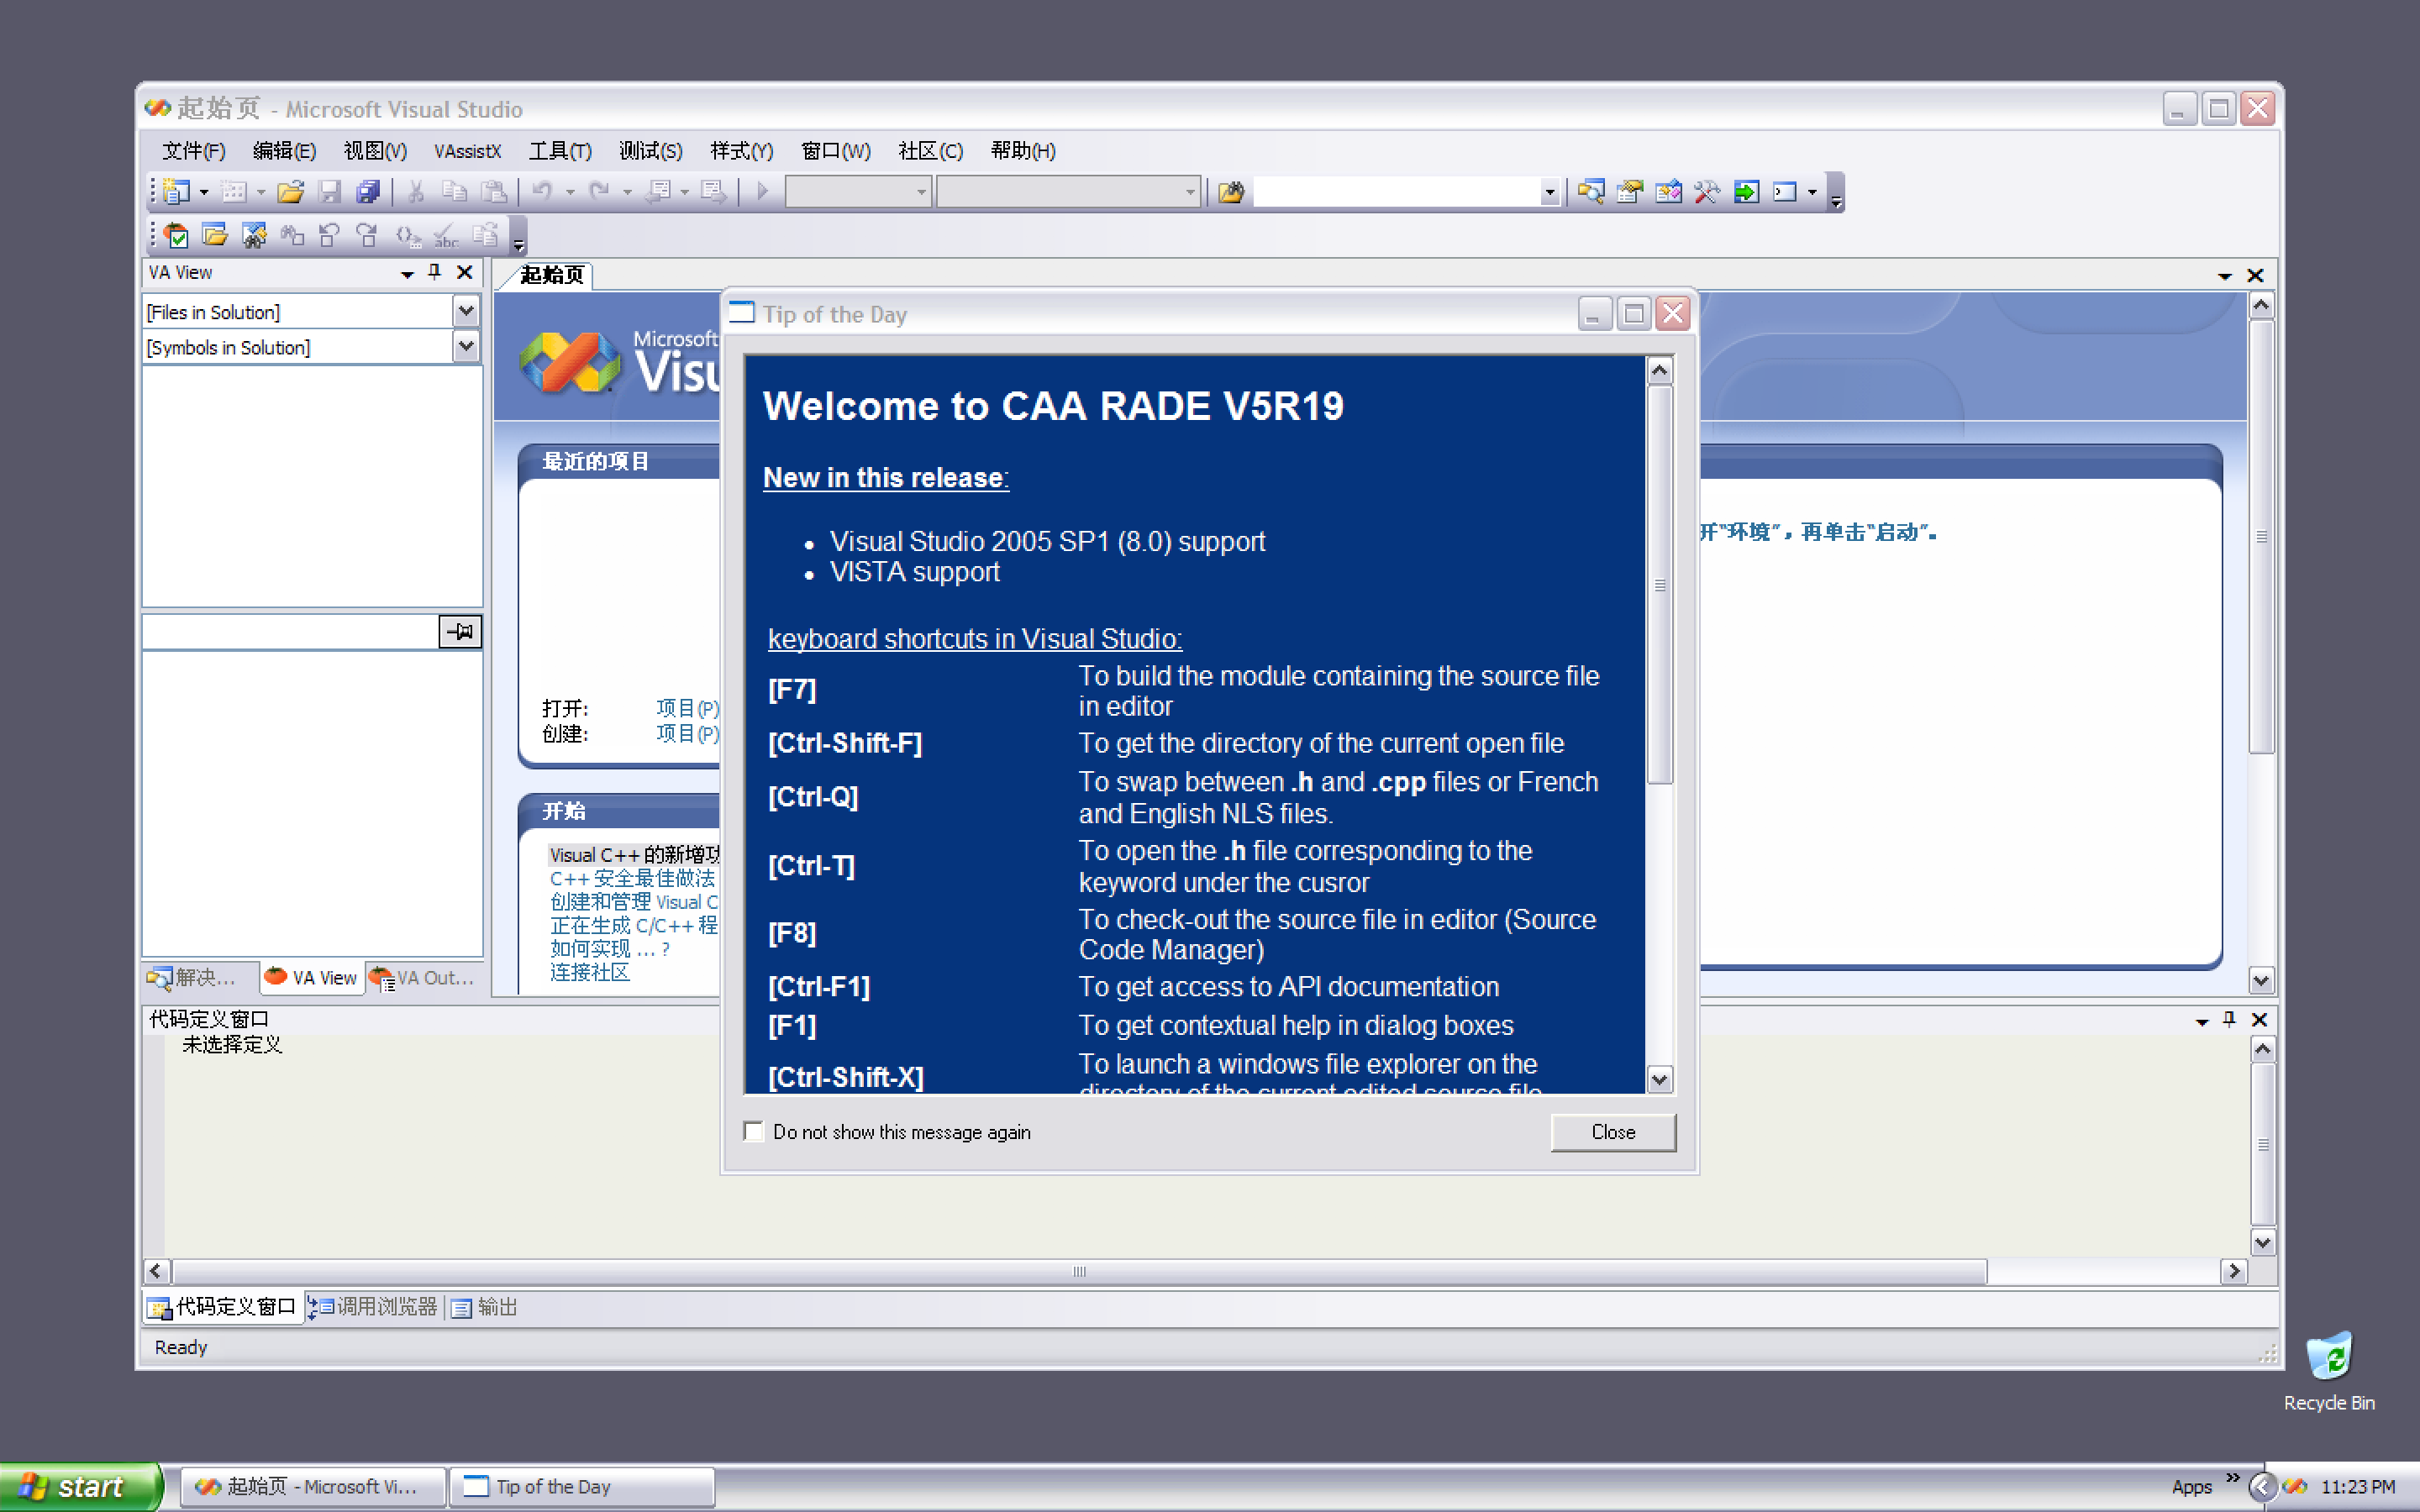 起始页 - Microsoft Visual Studio
文件(F) 编辑(E) 视图(V) VAssistX 工具(T) 测试(S) 样式(Y) 窗口(W) 社区(C) 帮助(H)
abc
VA View
起始页
[Files in Solution]
[Symbols in Solution]
Microsoft
Visu
最近的项目
打开: 项目(P)
创建: 项目(P)
开始
Visual C++ 的新增功
C++ 安全最佳做法
创建和管理 Visual C
正在生成 C/C++ 程
如何实现 ... ?
连接社区
开“环境”，再单击“启动”。
Tip of the Day
Welcome to CAA RADE V5R19
New in this release:
• Visual Studio 2005 SP1 (8.0) support
• VISTA support
keyboard shortcuts in Visual Studio:
[F7] To build the module containing the source file
in editor
[Ctrl-Shift-F] To get the directory of the current open file
[Ctrl-Q] To swap between .h and .cpp files or French
and English NLS files.
[Ctrl-T] To open the .h file corresponding to the
keyword under the cusror
[F8] To check-out the source file in editor (Source
Code Manager)
[Ctrl-F1] To get access to API documentation
[F1] To get contextual help in dialog boxes
[Ctrl-Shift-X] To launch a windows file explorer on the
directory of the current edited source file
Do not show this message again
Close
解决... VA View VA Out...
代码定义窗口
未选择定义
代码定义窗口 调用浏览器 输出
Ready
Recycle Bin
start 起始页 - Microsoft Vi... Tip of the Day Apps » 11:23 PM